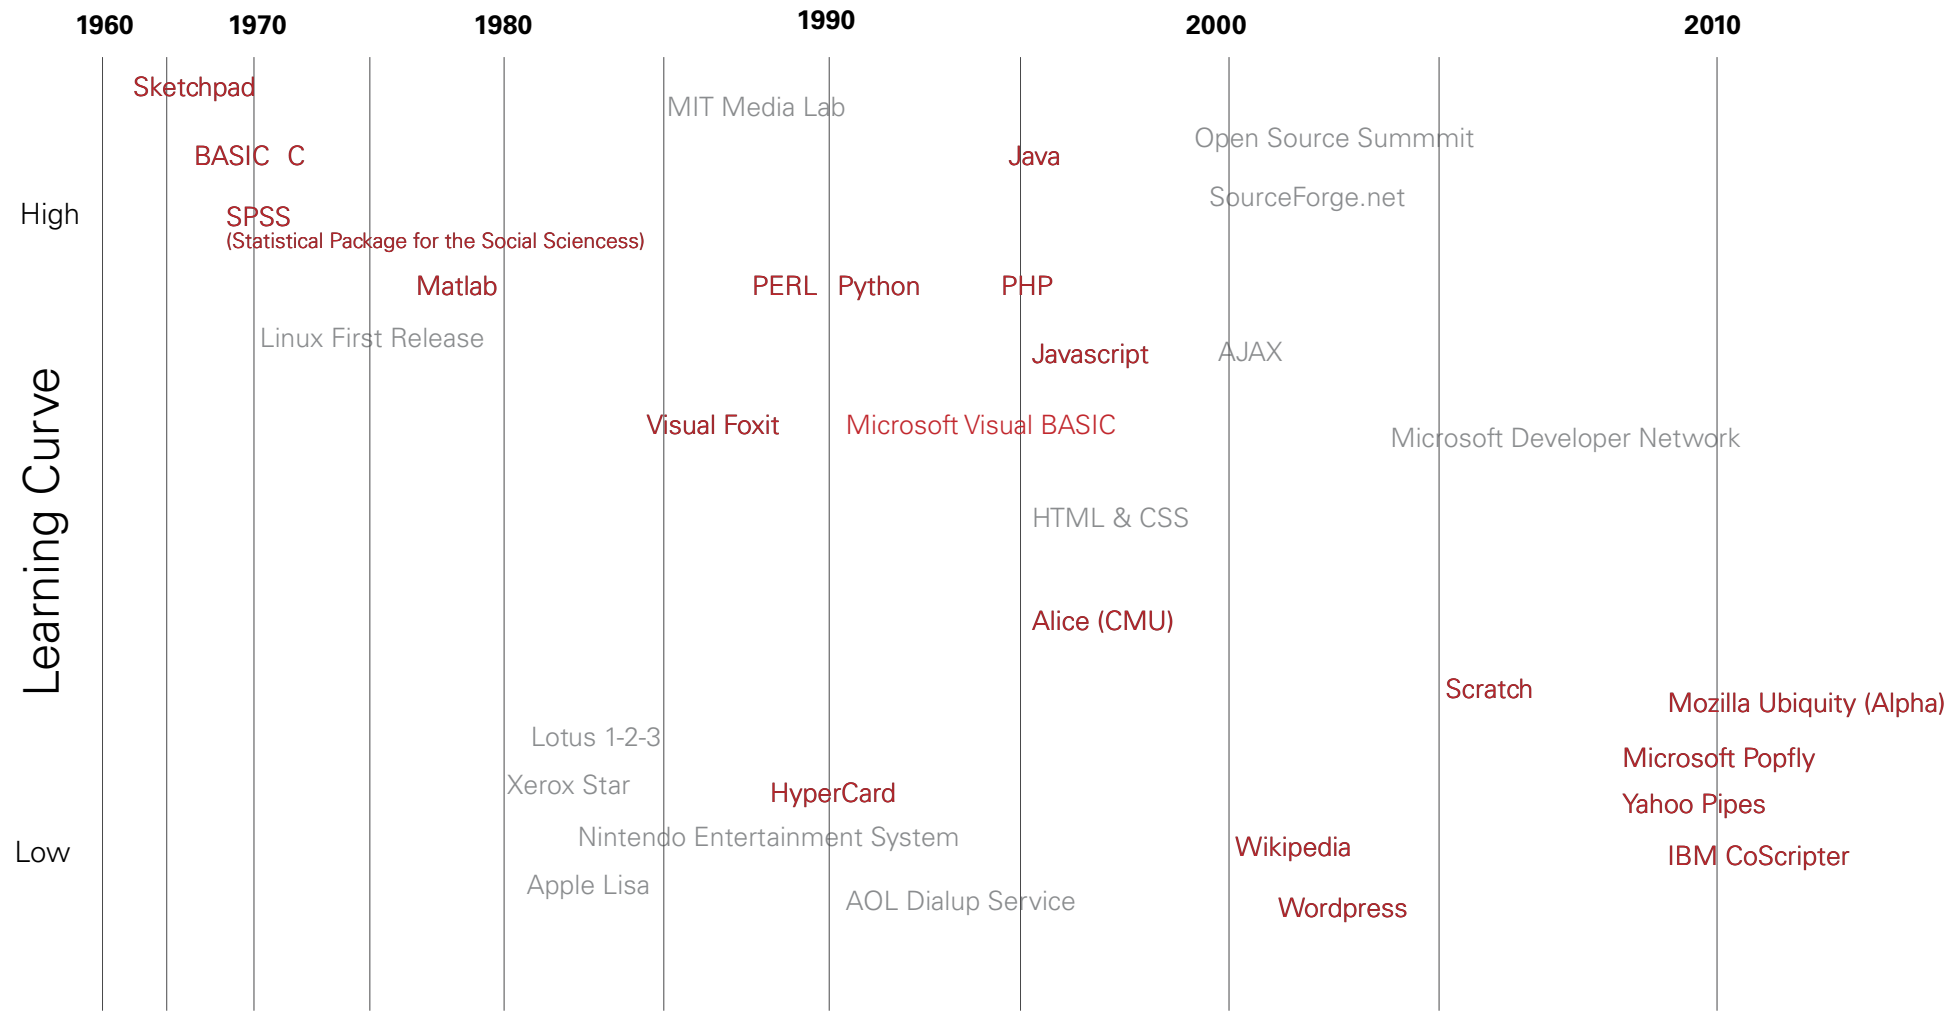 1960 1970 1980 1990 2000 2010
Sketchpad
MIT Media Lab
Open Source Summmit
BASIC C
Java
SourceForge.net
High
SPSS
(Statistical Package for the Social Sciencess)
Matlab
PERL
Python
PHP
Linux First Release
Javascript
AJAX
Visual Foxit
Microsoft Visual BASIC
Microsoft Developer Network
Learning Curve
HTML & CSS
Alice (CMU)
Scratch
Mozilla Ubiquity (Alpha)
Lotus 1-2-3
Microsoft Popfly
Xerox Star
HyperCard
Yahoo Pipes
Nintendo Entertainment System
Low
Wikipedia
IBM CoScripter
Apple Lisa
AOL Dialup Service
Wordpress